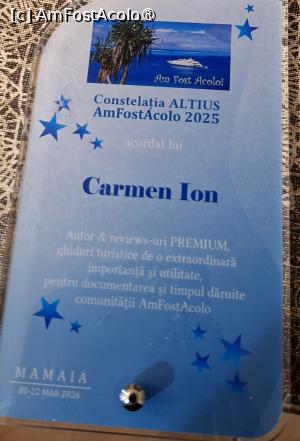 [c] AmFostAcolo®
Am Fost Acolo!
Constelația ALTIUS
AmFostAcolo 2025
acordat lui
Carmen Ion
Autor & reviews-uri PREMIUM,
ghiduri turistice de o extraordinară
importanță și utilitate,
pentru documentarea și timpul dăruite
comunității AmFostAcolo
MAMAIA
20-22 MAR 2026